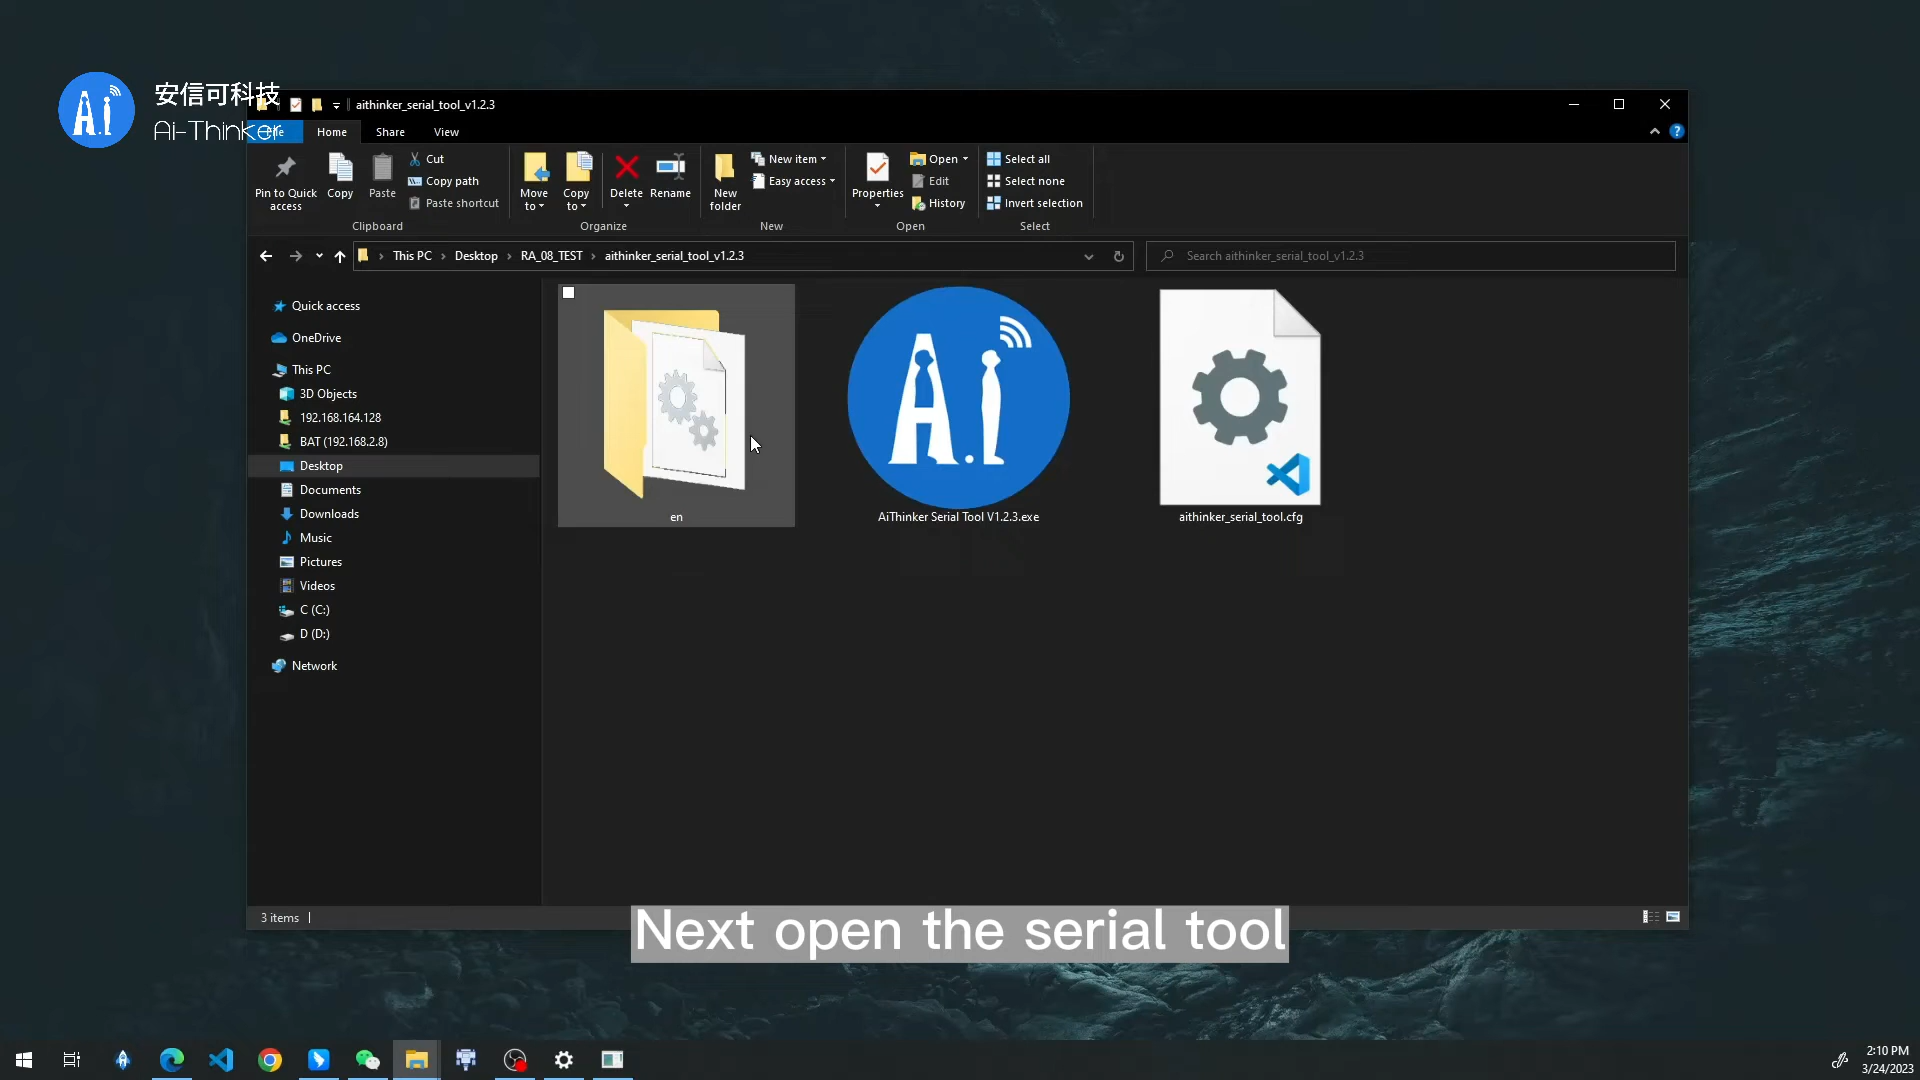 安信可科技
Ai-Thinker
aithinker_serial_tool_v1.2.3
Home
Share
View
Pin to Quick access
Copy
Paste
Cut
Copy path
Paste shortcut
Clipboard
Move to
Copy to
Delete
Rename
Organize
New folder
New item
Easy access
New
Properties
Open
Edit
History
Open
Select all
Select none
Invert selection
Select
This PC
Desktop
RA_08_TEST
aithinker_serial_tool_v1.2.3
Search aithinker_serial_tool_v1.2.3
Quick access
OneDrive
This PC
3D Objects
192.168.164.128
BAT (192.168.2.8)
Desktop
Documents
Downloads
Music
Pictures
Videos
C (C:)
D (D:)
Network
A.i
en
AiThinker Serial Tool V1.2.3.exe
aithinker_serial_tool.cfg
3 items
Next open the serial tool
2:10 PM
3/24/2023